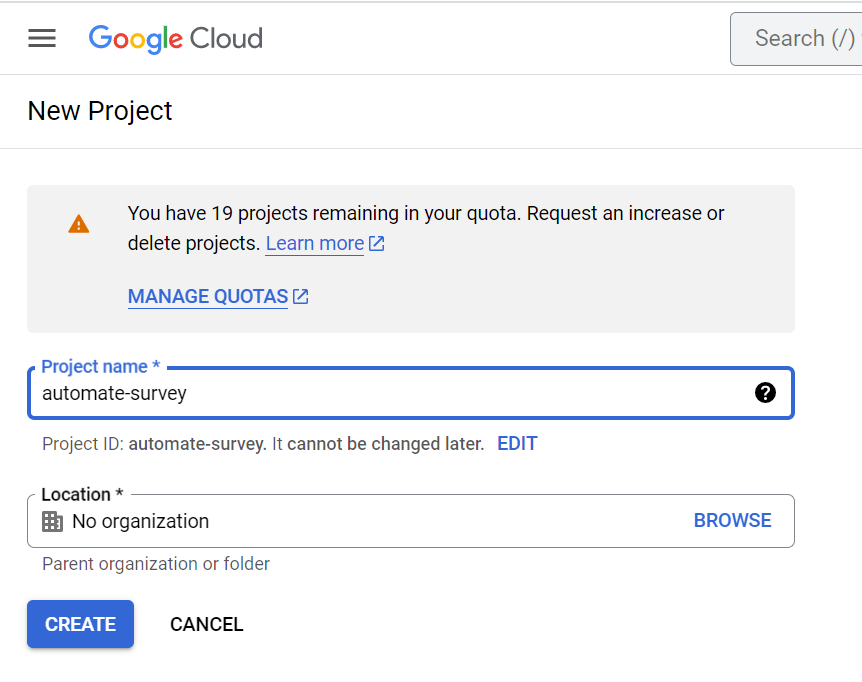 Google Cloud
Search (/)
New Project
You have 19 projects remaining in your quota. Request an increase or
delete projects. Learn more
MANAGE QUOTAS
Project name *
automate-survey
Project ID: automate-survey. It cannot be changed later. EDIT
Location *
No organization BROWSE
Parent organization or folder
CREATE CANCEL